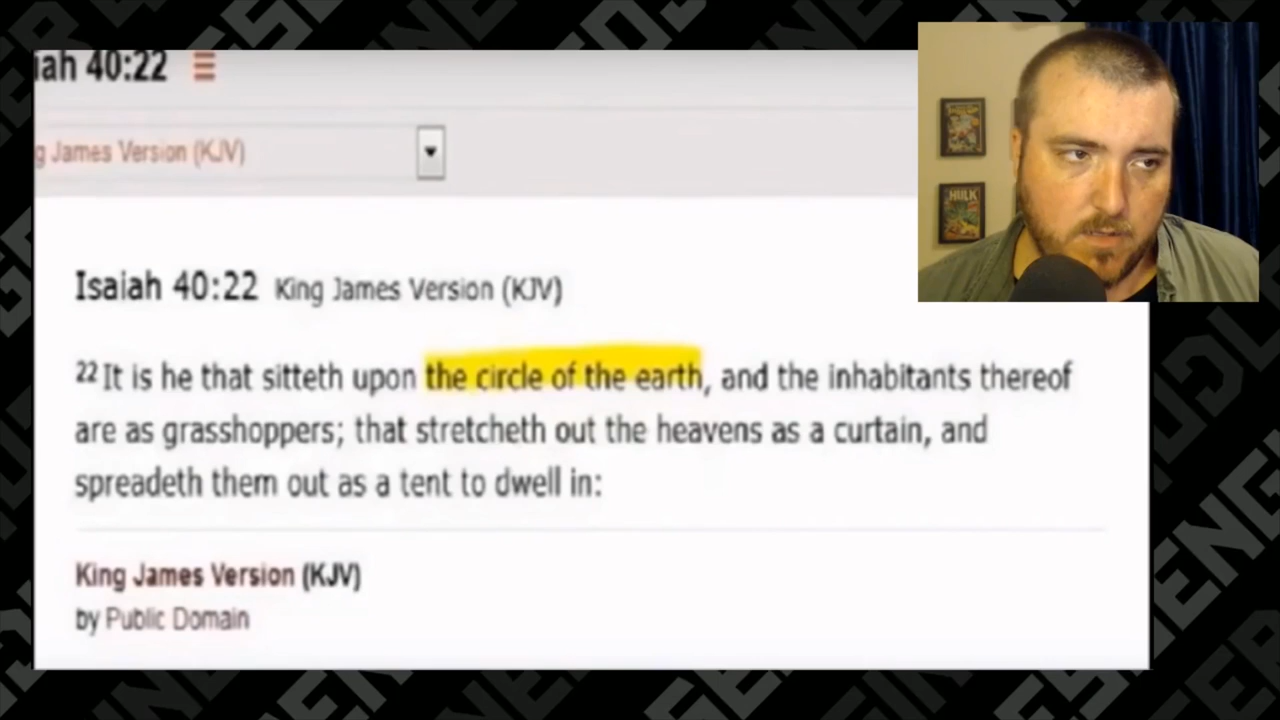 iah 40:22
g James Version (KJV)
HULK
Isaiah 40:22 King James Version (KJV)
22 It is he that sitteth upon the circle of the earth, and the inhabitants thereof
are as grasshoppers; that stretcheth out the heavens as a curtain, and
spreadeth them out as a tent to dwell in:
King James Version (KJV)
by Public Domain